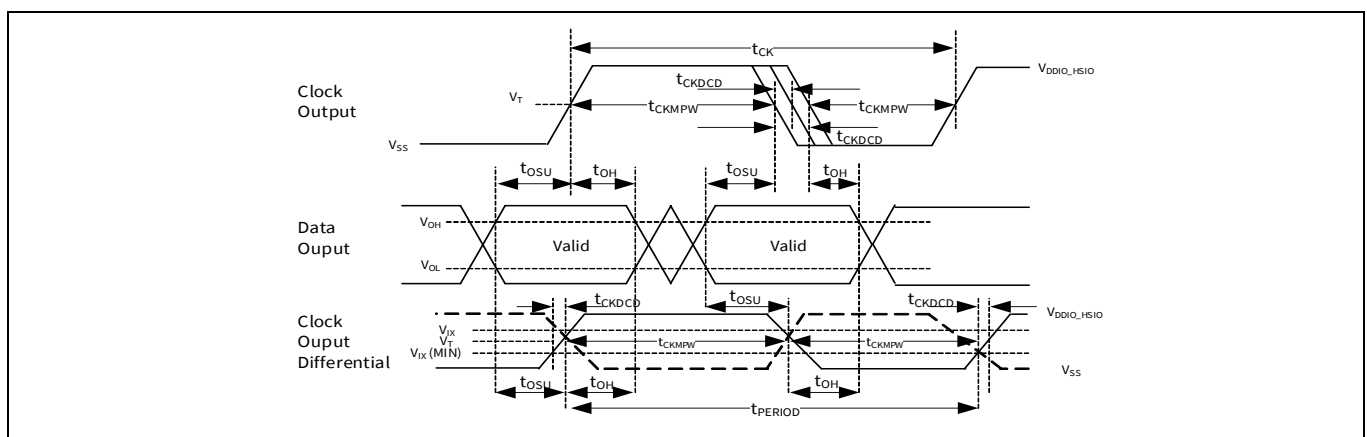 tCK
VDDIO_HSIO
tCKDCD
Clock
Output
VT
tCKMPW
tCKMPW
tCKDCD
VSS
tOSU
tOH
tOSU
tOH
Data
Ouput
VOH
Valid
Valid
VOL
tCKDCD
tOSU
tCKDCD
VDDIO_HSIO
Clock
Ouput
Differential
VIX
VT
VIX (MIN)
tCKMPW
tCKMPW
VSS
tOSU
tOH
tOH
tPERIOD